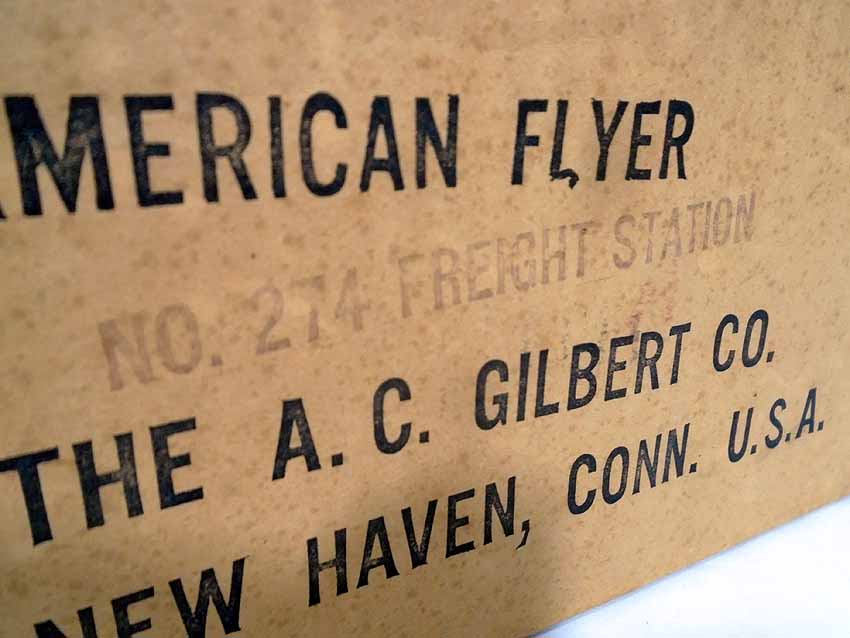 AMERICAN FLYER
NO. 274 FREIGHT STATION
THE A. C. GILBERT CO.
NEW HAVEN, CONN. U.S.A.